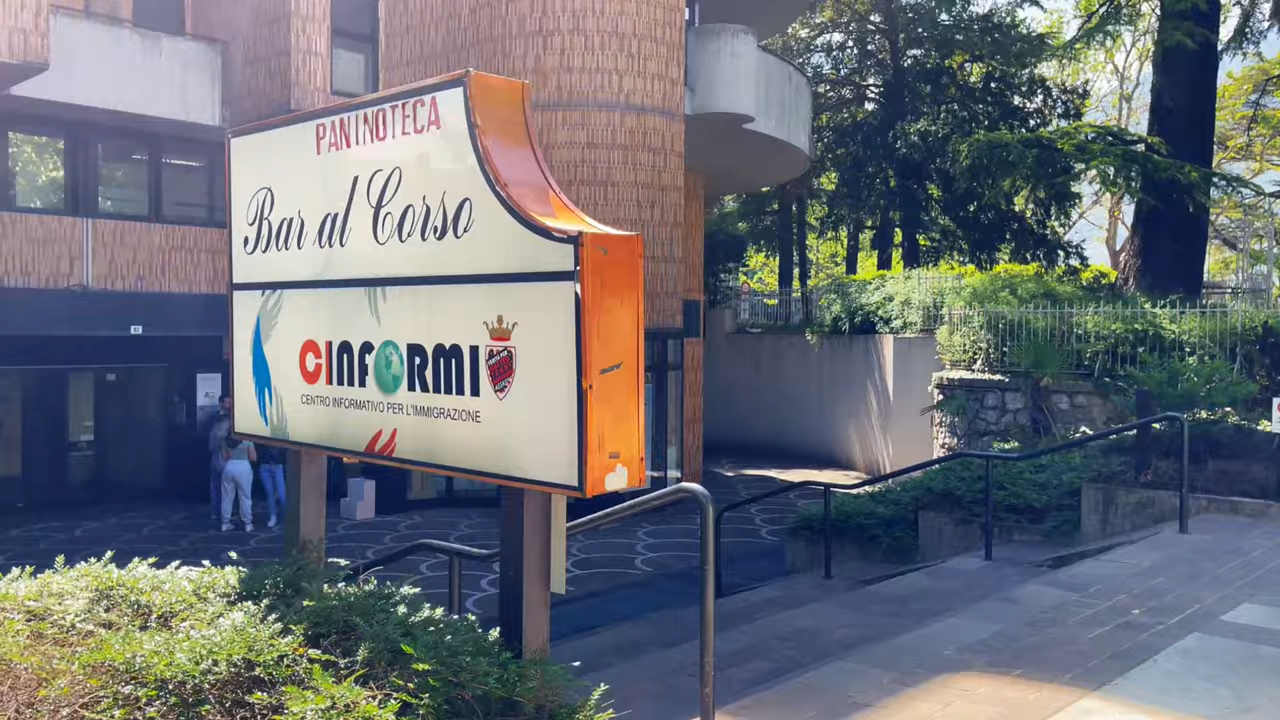 PANINOTECA
Bar al Corso
CINFORMI
CENTRO INFORMATIVO PER L'IMMIGRAZIONE